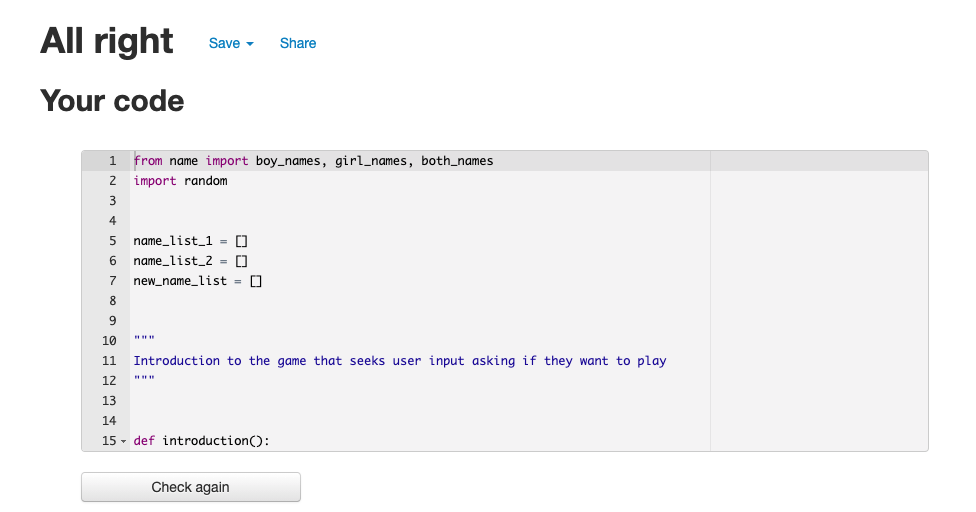 All right Save Share
Your code
1 from name import boy_names, girl_names, both_names
2 import random
3
4
5 name_list_1 = []
6 name_list_2 = []
7 new_name_list = []
8
9
10 """
11 Introduction to the game that seeks user input asking if they want to play
12 """
13
14
15 def introduction():
Check again